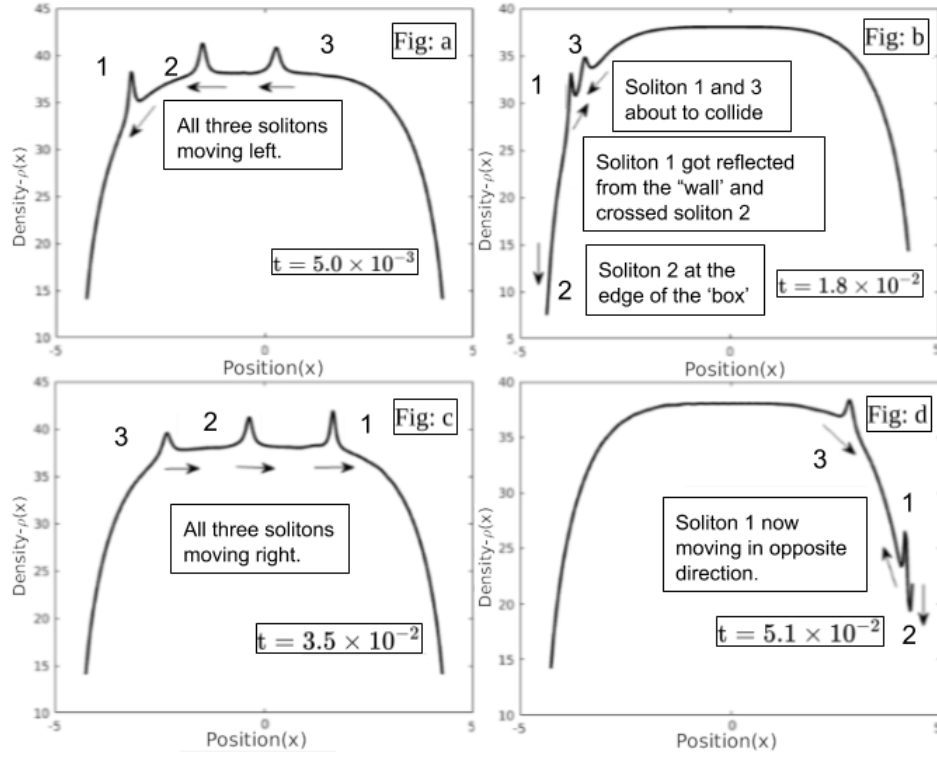 45
40
35
30
25
20
15
10
Density-ρ(x)
1
2
3
Fig: a
All three solitons
moving left.
t = 5.0 × 10⁻³
-5
0
5
Position(x)
40
35
30
25
20
15
10
5
Density-ρ(x)
3
1
Fig: b
Soliton 1 and 3
about to collide
Soliton 1 got reflected
from the “wall’ and
crossed soliton 2
Soliton 2 at the
edge of the ‘box’
2
t = 1.8 × 10⁻²
-5
0
5
Position(x)
45
40
35
30
25
20
15
10
Density-ρ(x)
3
2
1
Fig: c
All three solitons
moving right.
t = 3.5 × 10⁻²
-5
0
5
Position(x)
40
35
30
25
20
15
10
Density-ρ(x)
Fig: d
3
1
Soliton 1 now
moving in opposite
direction.
2
t = 5.1 × 10⁻²
-5
0
5
Position(x)